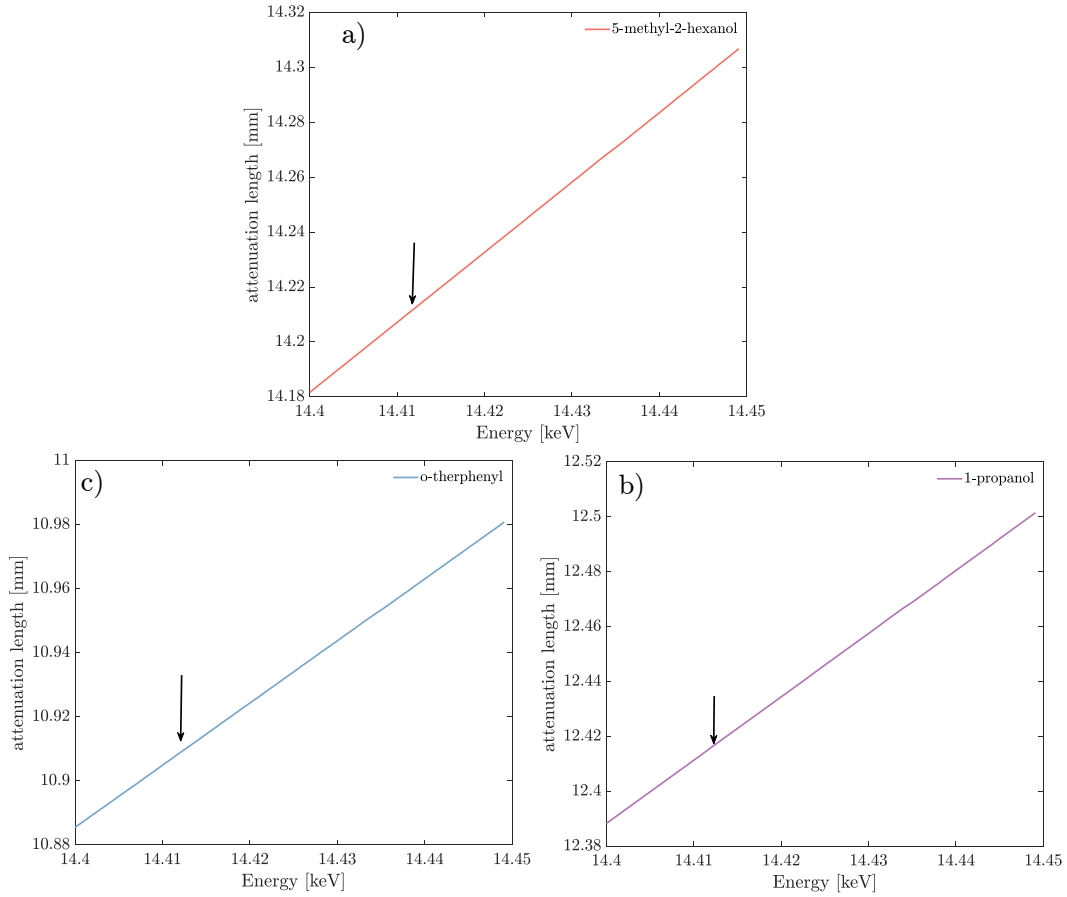 a)
5-methyl-2-hexanol
14.32
14.3
14.28
14.26
14.24
14.22
14.2
14.18
attenuation length [mm]
14.4 14.41 14.42 14.43 14.44 14.45
Energy [keV]
c)
o-therphenyl
11
10.98
10.96
10.94
10.92
10.9
10.88
attenuation length [mm]
14.4 14.41 14.42 14.43 14.44 14.45
Energy [keV]
b)
1-propanol
12.52
12.5
12.48
12.46
12.44
12.42
12.4
12.38
attenuation length [mm]
14.4 14.41 14.42 14.43 14.44 14.45
Energy [keV]